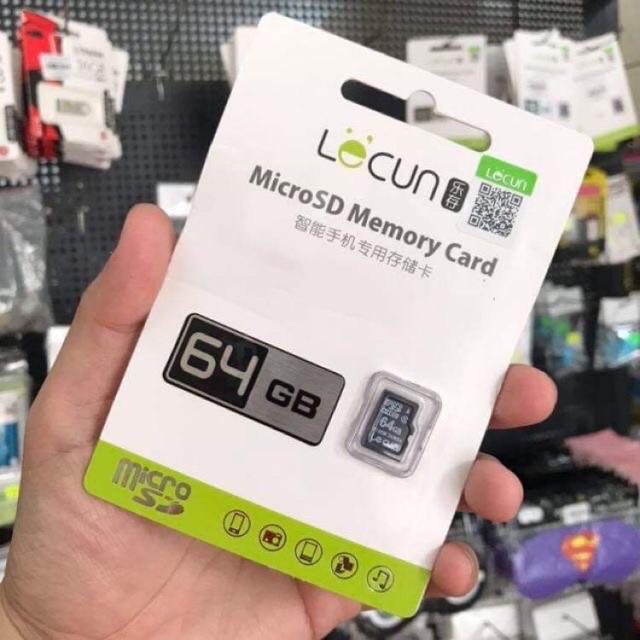 LeCUN 乐存
LeCUN
MicroSD Memory Card
智能手机专用存储卡
64 GB
64GB
LeCUN
micro
SD